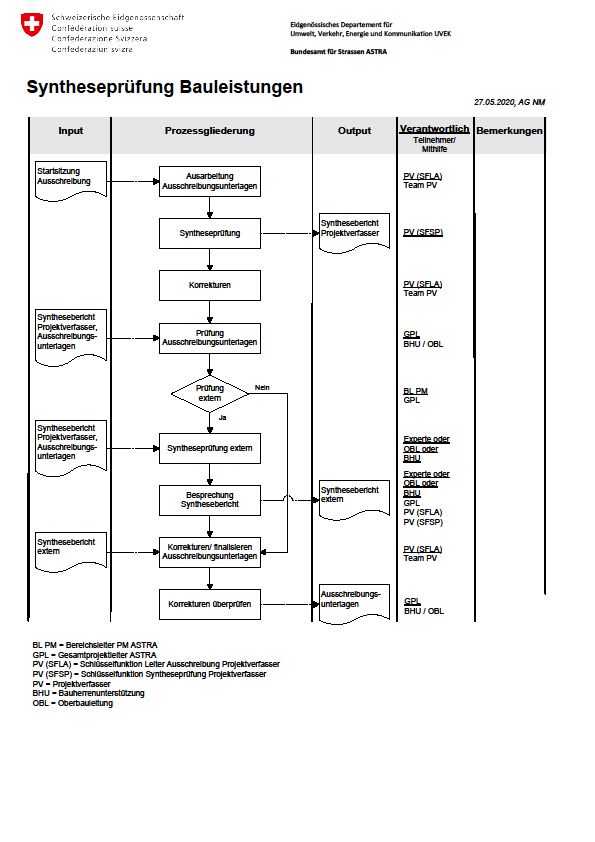 Schweizerische Eidgenossenschaft
Confédération suisse
Confederazione Svizzera
Confederaziun svizra
Eidgenössisches Departement für
Umwelt, Verkehr, Energie und Kommunikation UVEK
Bundesamt für Strassen ASTRA
Syntheseprüfung Bauleistungen
27.05.2020, AG NM
Input
Prozessgliederung
Output
Verantwortlich
Teilnehmer/
Mithilfe
Bemerkungen
Startsitzung
Ausschreibung
Ausarbeitung
Ausschreibungsunterlagen
PV (SFLA)
Team PV
Syntheseprüfung
Synthesebericht
Projektverfasser
PV (SFSP)
Korrekturen
PV (SFLA)
Team PV
Synthesebericht
Projektverfasser,
Ausschreibungs-
unterlagen
Prüfung
Ausschreibungsunterlagen
GPL
BHU / OBL
Prüfung
extern
Nein
Ja
BL PM
GPL
Synthesebericht
Projektverfasser,
Ausschreibungs-
unterlagen
Syntheseprüfung extern
Experte oder
OBL oder
BHU
Besprechung
Synthesebericht
Synthesebericht
extern
Experte oder
OBL oder
BHU
GPL
PV (SFLA)
PV (SFSP)
Synthesebericht
extern
Korrekturen/ finalisieren
Ausschreibungsunterlagen
PV (SFLA)
Team PV
Korrekturen überprüfen
Ausschreibungs-
unterlagen
GPL
BHU / OBL
BL PM = Bereichsleiter PM ASTRA
GPL = Gesamtprojektleiter ASTRA
PV (SFLA) = Schlüsselfunktion Leiter Ausschreibung Projektverfasser
PV (SFSP) = Schlüsselfunktion Syntheseprüfung Projektverfasser
PV = Projektverfasser
BHU = Bauherrenunterstützung
OBL = Oberbauleitung